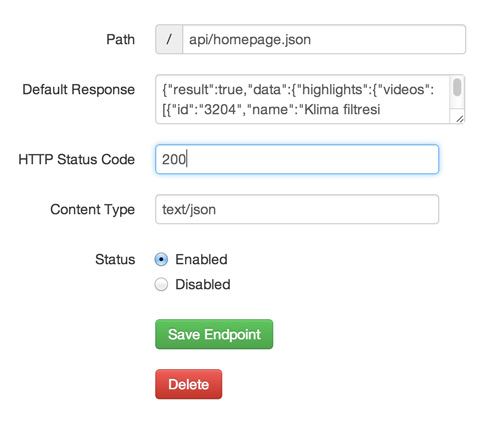 Path / api/homepage.json
Default Response {"result":true,"data":{"highlights":{"videos":
[{"id":"3204","name":"Klima filtresi
HTTP Status Code 200
Content Type text/json
Status Enabled
Disabled
Save Endpoint
Delete